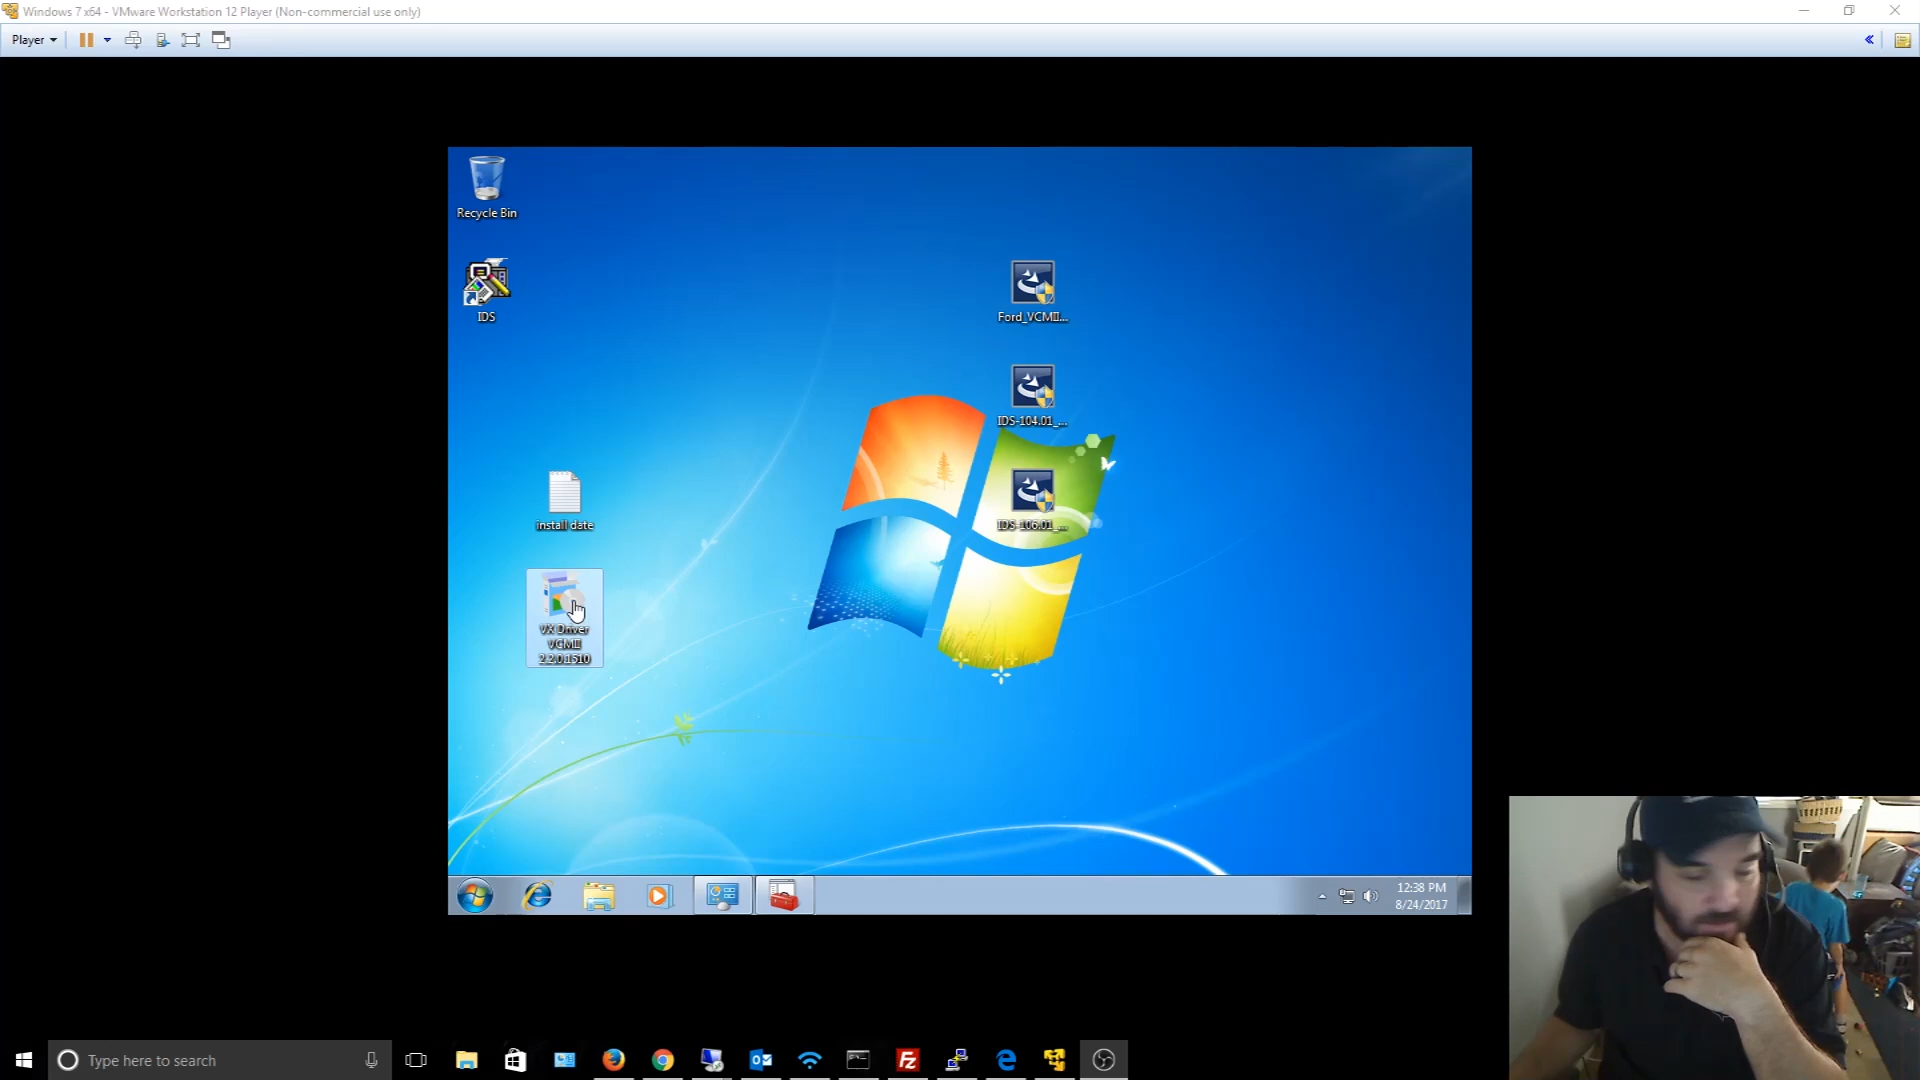 Windows 7 x64 - VMware Workstation 12 Player (Non-commercial use only)
Player
Recycle Bin
IDS
Ford_VCMII...
IDS-104.01_...
IDS-106.01_...
install date
VX Driver
VCMII
2.2.0.1510
12:38 PM
8/24/2017
Type here to search